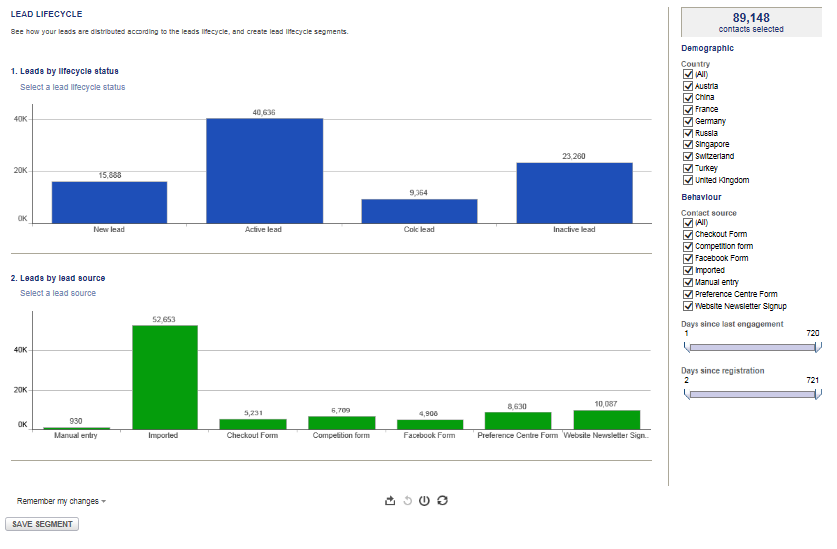 LEAD LIFECYCLE
See how your leads are distributed according to the leads lifecycle, and create lead lifecycle segments.
1. Leads by lifecycle status
Select a lead lifecycle status
40K
20K
0K
15,888
40,636
9,364
23,260
New lead
Active lead
Cold lead
Inactive lead
2. Leads by lead source
Select a lead source
40K
20K
0K
930
52,653
5,231
6,709
4,908
8,630
10,087
Manual entry
Imported
Checkout Form
Competition form
Facebook Form
Preference Centre Form
Website Newsletter Sign..
Remember my changes
SAVE SEGMENT
89,148
contacts selected
Demographic
Country
(All)
Austria
China
France
Germany
Russia
Singapore
Switzerland
Turkey
United Kingdom
Behaviour
Contact source
(All)
Checkout Form
Competition form
Facebook Form
Imported
Manual entry
Preference Centre Form
Website Newsletter Signup
Days since last engagement
1 720
Days since registration
2 721